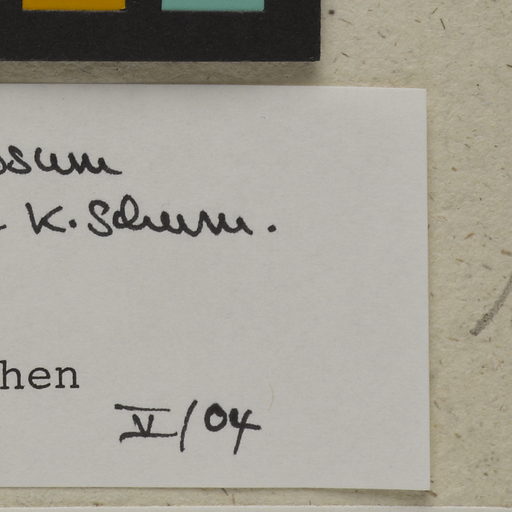 ssum
K. Schum.
hen
V/04